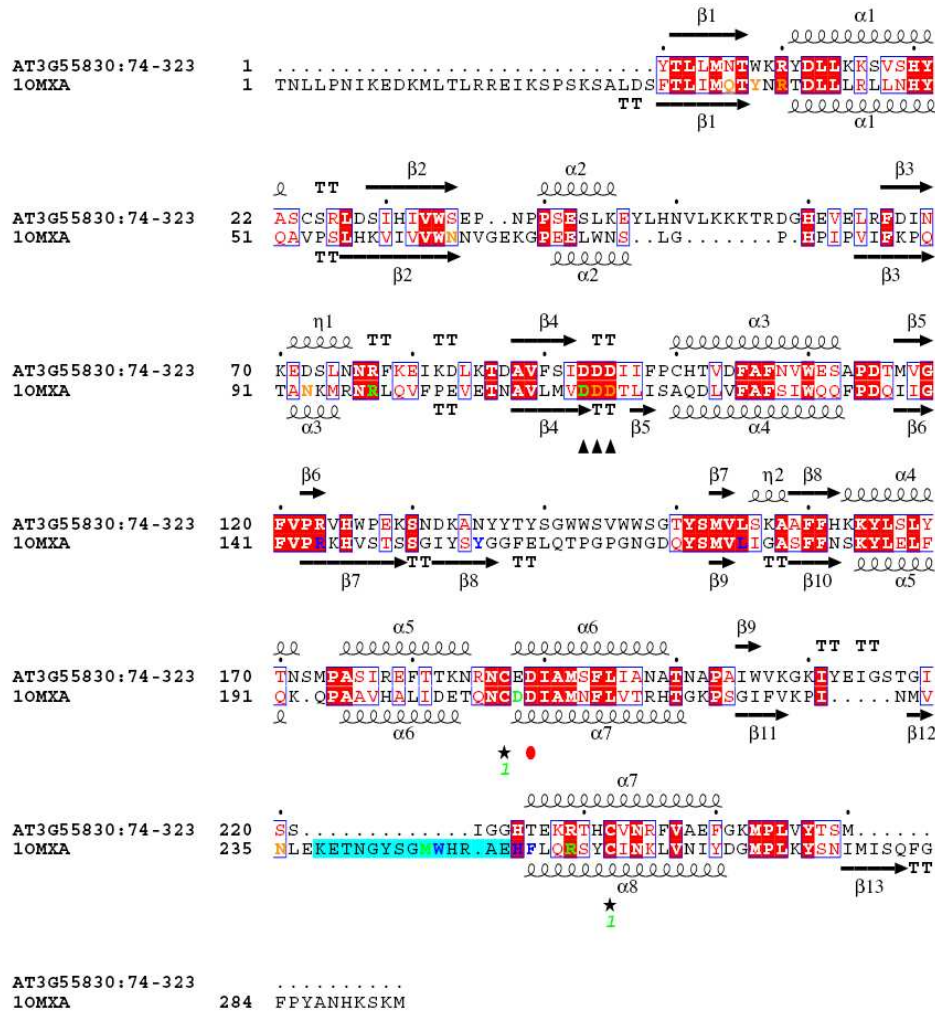 β1 α1
AT3G55830:74-323 1 .............................YTLLMNTWKRYDLLKKSVSHY
1OMXA 1 TNLLPNIKEDKMLTLRREIKSPSKSALDSFTLIMQTYNRTDLLLRLLNHY
TT β1 α1
TT β2 α2 β3
AT3G55830:74-323 22 ASCSRLDSIHIVWSEP..NPPSESLKEYLHNVLKKKTRDGHEVELRFDIN
1OMXA 51 QAVPSLHKVIVVWNNVGEKGPEELWNS..LG.......P.HPIPVIFKPQ
TT β2 α2 β3
η1 TT TT β4 TT α3 β5
AT3G55830:74-323 70 KEDSLNNRFKEIKDLKTDAVFSIDDDIIFPCHTVDFAFNVWESAPDTMVG
1OMXA 91 TANKMRNRLQVFPEVETNAVLMVDDDTLISAQDLVFAFSIWQQFPDQIIG
α3 TT β4 TT β5 α4 β6
β6 β7 η2 β8 α4
AT3G55830:74-323 120 FVPRVHWPEKSNDKANYYTYSGWWSVWWSGTYSMVLSKAAFFHKKYLSLY
1OMXA 141 FVPRKHVSTSSGIYSYGGFELQTPGPGNGDQYSMVLIGASFFNSKYLELF
β7 TT β8 TT β9 TT β10 α5
TT α5 α6 β9 TT TT
AT3G55830:74-323 170 TNSMPASIREFTTKNRNCEDIAMSFLIANATNAPAIWVKGKIYEIGSTGI
1OMXA 191 QK.QPAAVHALIDETQNCDDIAMNFLVTRHTGKPSGIFVKPI.....NMV
α6 α7 β11 β12
1
α7
AT3G55830:74-323 220 SS.............IGGHTEKRTHCVNRFVAEFGKMPLVYTSM......
1OMXA 235 NLEKETNGYSGMWHR.AEHFLQRSYCINKLVNIYDGMPLKYSNIMISQFG
α8 β13 TT
1
AT3G55830:74-323 ..........
1OMXA 284 FPYANHKSKM